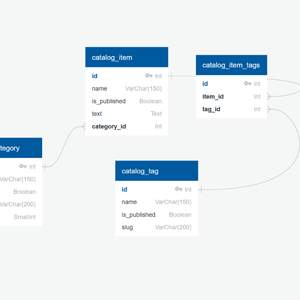 catalog_item
id Int
name VarChar(150)
is_published Boolean
text Text
category_id Int
catalog_item_tags
id Int
item_id Int
tag_id Int
tegory
Int
VarChar(150)
Boolean
VarChar(200)
SmallInt
catalog_tag
id Int
name VarChar(150)
is_published Boolean
slug VarChar(200)